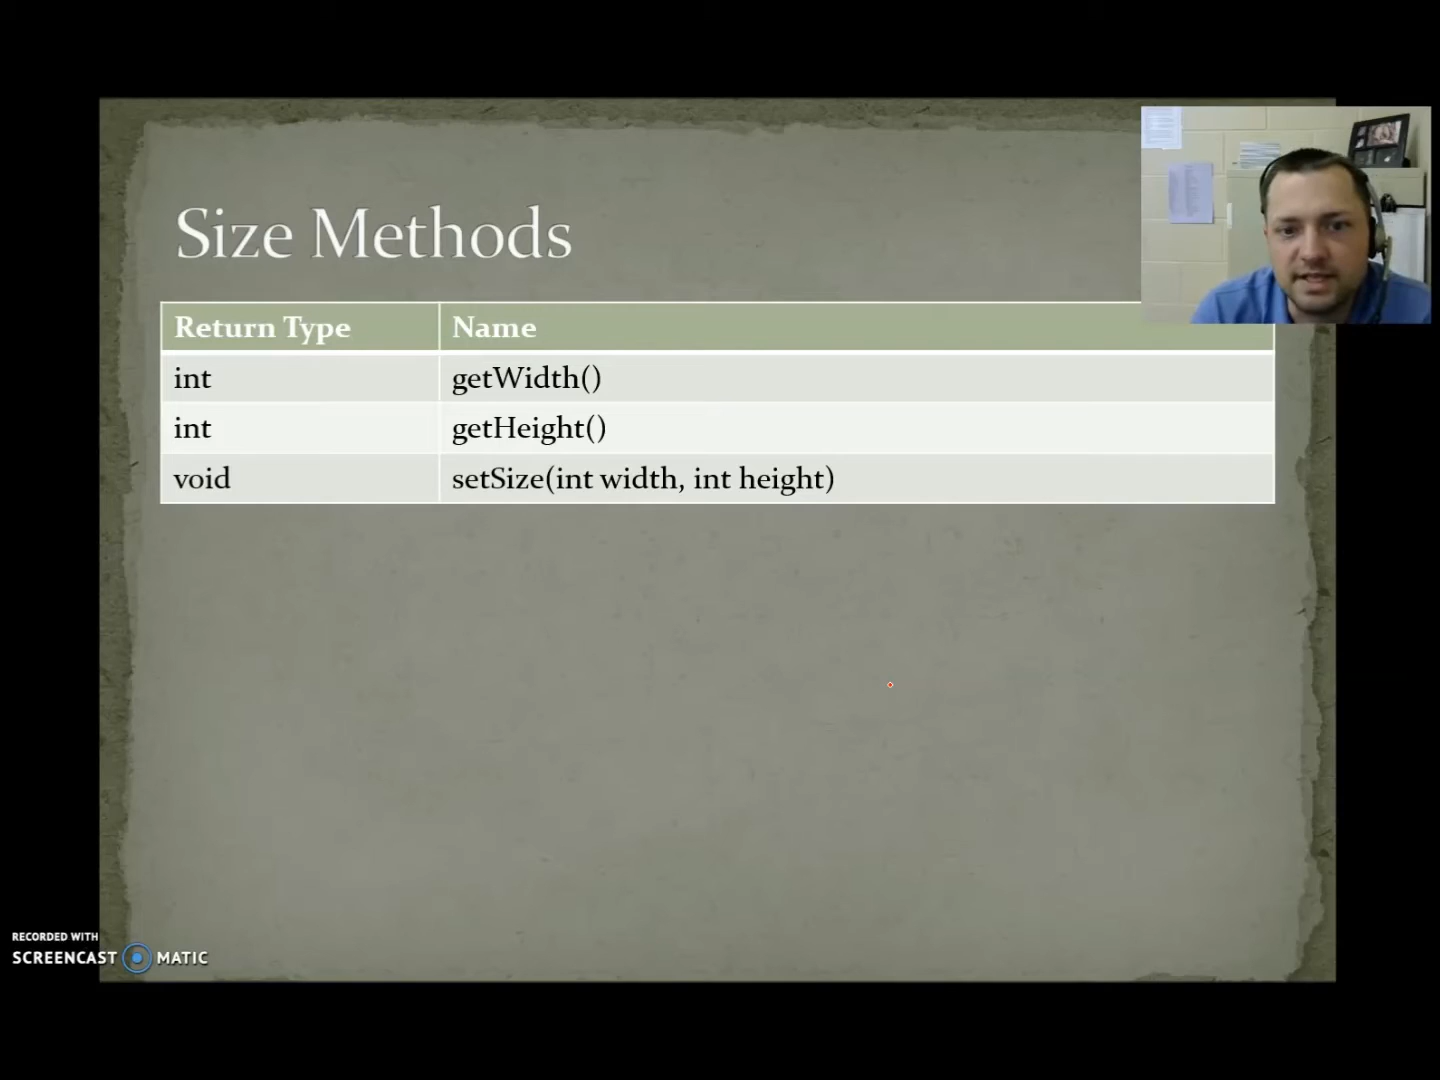 Size Methods
Return Type Name
int getWidth()
int getHeight()
void setSize(int width, int height)
RECORDED WITH
SCREENCAST MATIC